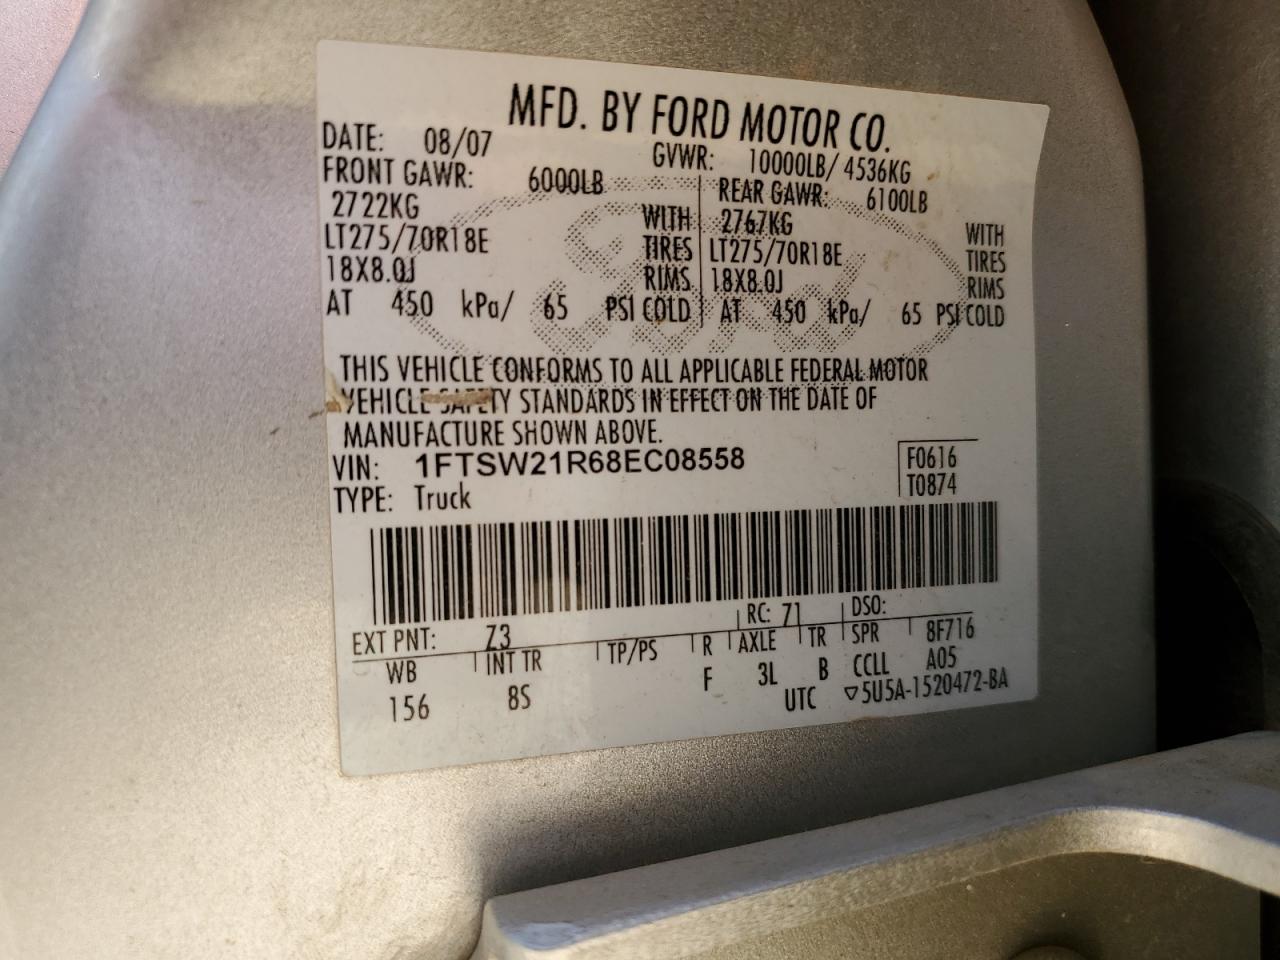 MFD. BY FORD MOTOR CO.
DATE: 08/07 GVWR: 10000LB/ 4536KG
FRONT GAWR: 6000LB REAR GAWR: 6100LB
2722KG WITH 2767KG WITH
LT275/70R18E TIRES LT275/70R18E TIRES
18X8.0J RIMS 18X8.0J RIMS
AT 450 kPa/ 65 PSI COLD AT 450 kPa/ 65 PSI COLD
THIS VEHICLE CONFORMS TO ALL APPLICABLE FEDERAL MOTOR
VEHICLE SAFETY STANDARDS IN EFFECT ON THE DATE OF
MANUFACTURE SHOWN ABOVE.
VIN: 1FTSW21R68EC08558 F0616
TYPE: Truck T0874
EXT PNT: Z3 RC: 71 DSO:
WB INT TR TP/PS R AXLE TR SPR 8F716
156 8S F 3L B CCLL A05
UTC ▽5U5A-1520472-BA